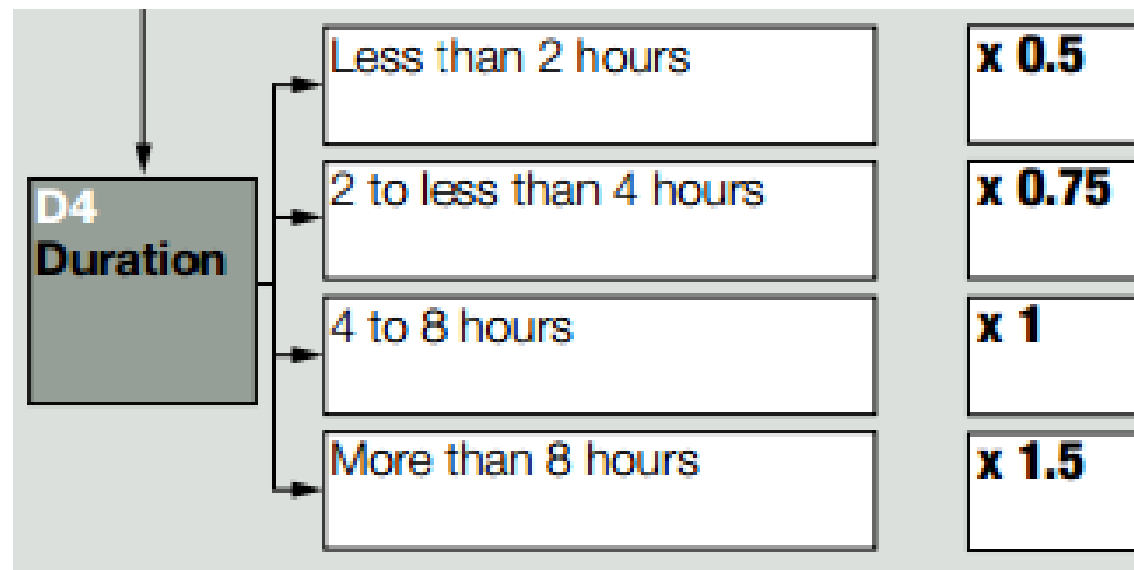 Less than 2 hours x 0.5
2 to less than 4 hours x 0.75
D4
Duration
4 to 8 hours x 1
More than 8 hours x 1.5